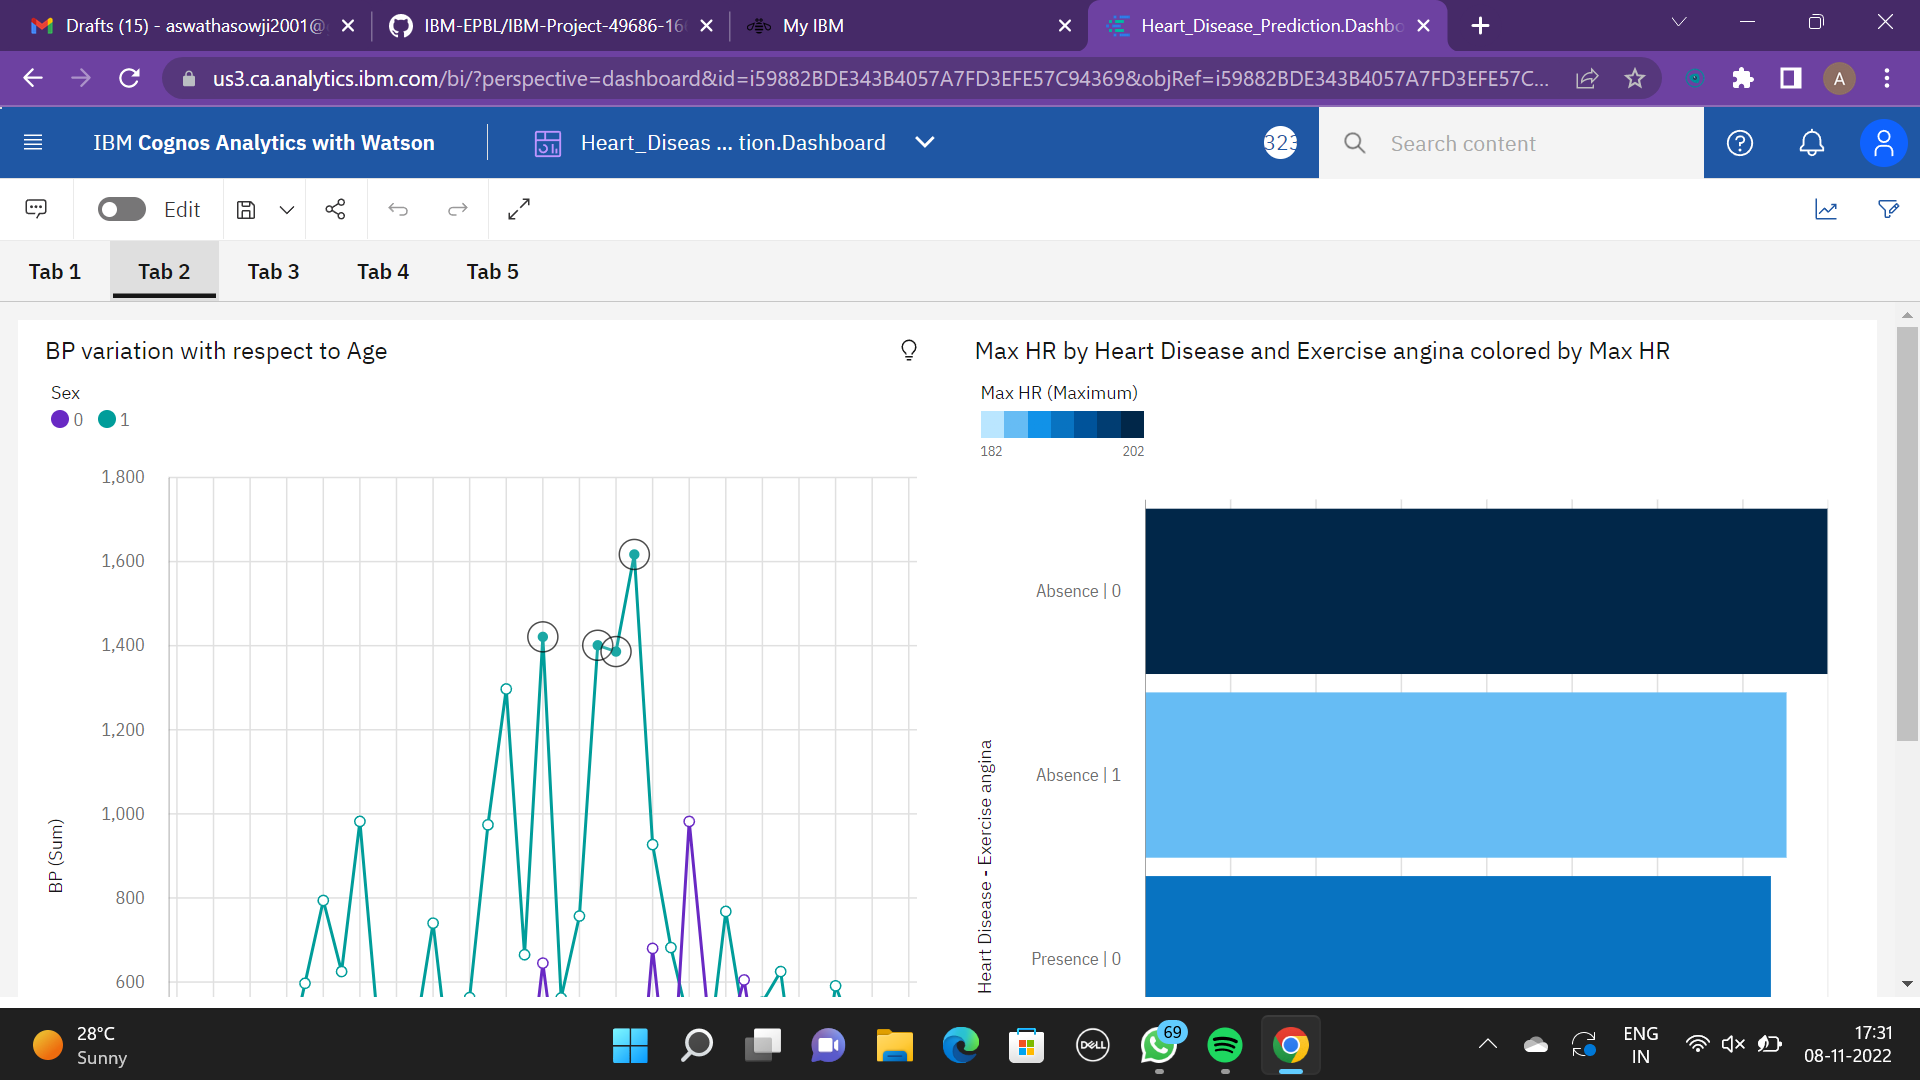 Drafts (15) - aswathasowji2001@
IBM-EPBL/IBM-Project-49686-16
My IBM
Heart_Disease_Prediction.Dashbo
us3.ca.analytics.ibm.com/bi/?perspective=dashboard&id=i59882BDE343B4057A7FD3EFE57C94369&objRef=i59882BDE343B4057A7FD3EFE57C...
A
IBM Cognos Analytics with Watson
Heart_Diseas ... tion.Dashboard
323
Search content
Edit
Tab 1
Tab 2
Tab 3
Tab 4
Tab 5
BP variation with respect to Age
Sex
0
1
1,800
1,600
1,400
1,200
1,000
800
600
BP (Sum)
Max HR by Heart Disease and Exercise angina colored by Max HR
Max HR (Maximum)
182
202
Absence | 0
Absence | 1
Presence | 0
Heart Disease - Exercise angina
28°C
Sunny
DELL
69
ENG
IN
17:31
08-11-2022